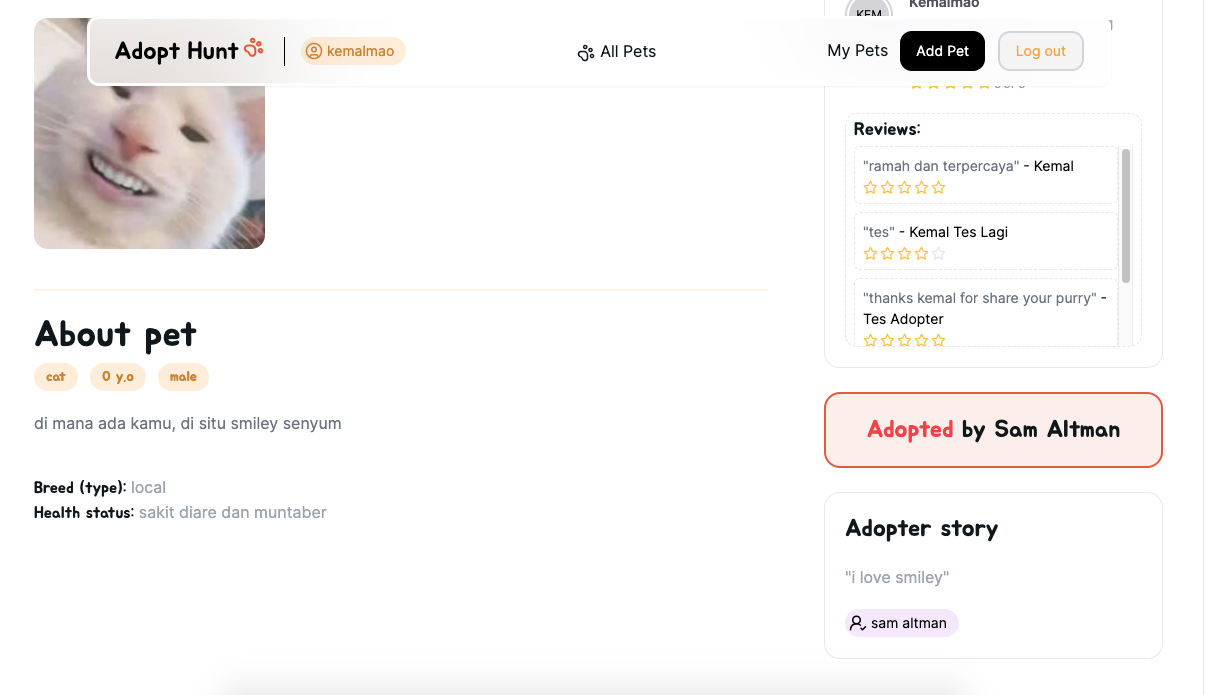 KEM
Kemalmao
Adopt Hunt
kemalmao
All Pets
My Pets
Add Pet
Log out
Reviews:
"ramah dan terpercaya" - Kemal
"tes" - Kemal Tes Lagi
"thanks kemal for share your purry" -
Tes Adopter
About pet
cat
0 y.o
male
di mana ada kamu, di situ smiley senyum
Breed (type): local
Health status: sakit diare dan muntaber
Adopted by Sam Altman
Adopter story
"i love smiley"
sam altman